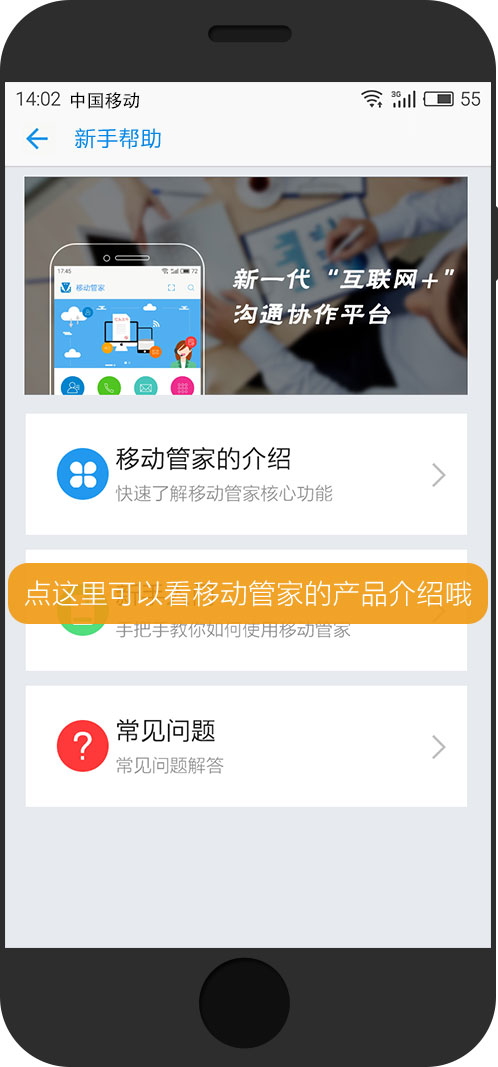 14:02 中国移动
3G
55
新手帮助
17:45
72
移动管家
新一代“互联网+”
沟通协作平台
移动管家的介绍
快速了解移动管家核心功能
点这里可以看移动管家的产品介绍哦
手把手教你如何使用移动管家
常见问题
常见问题解答